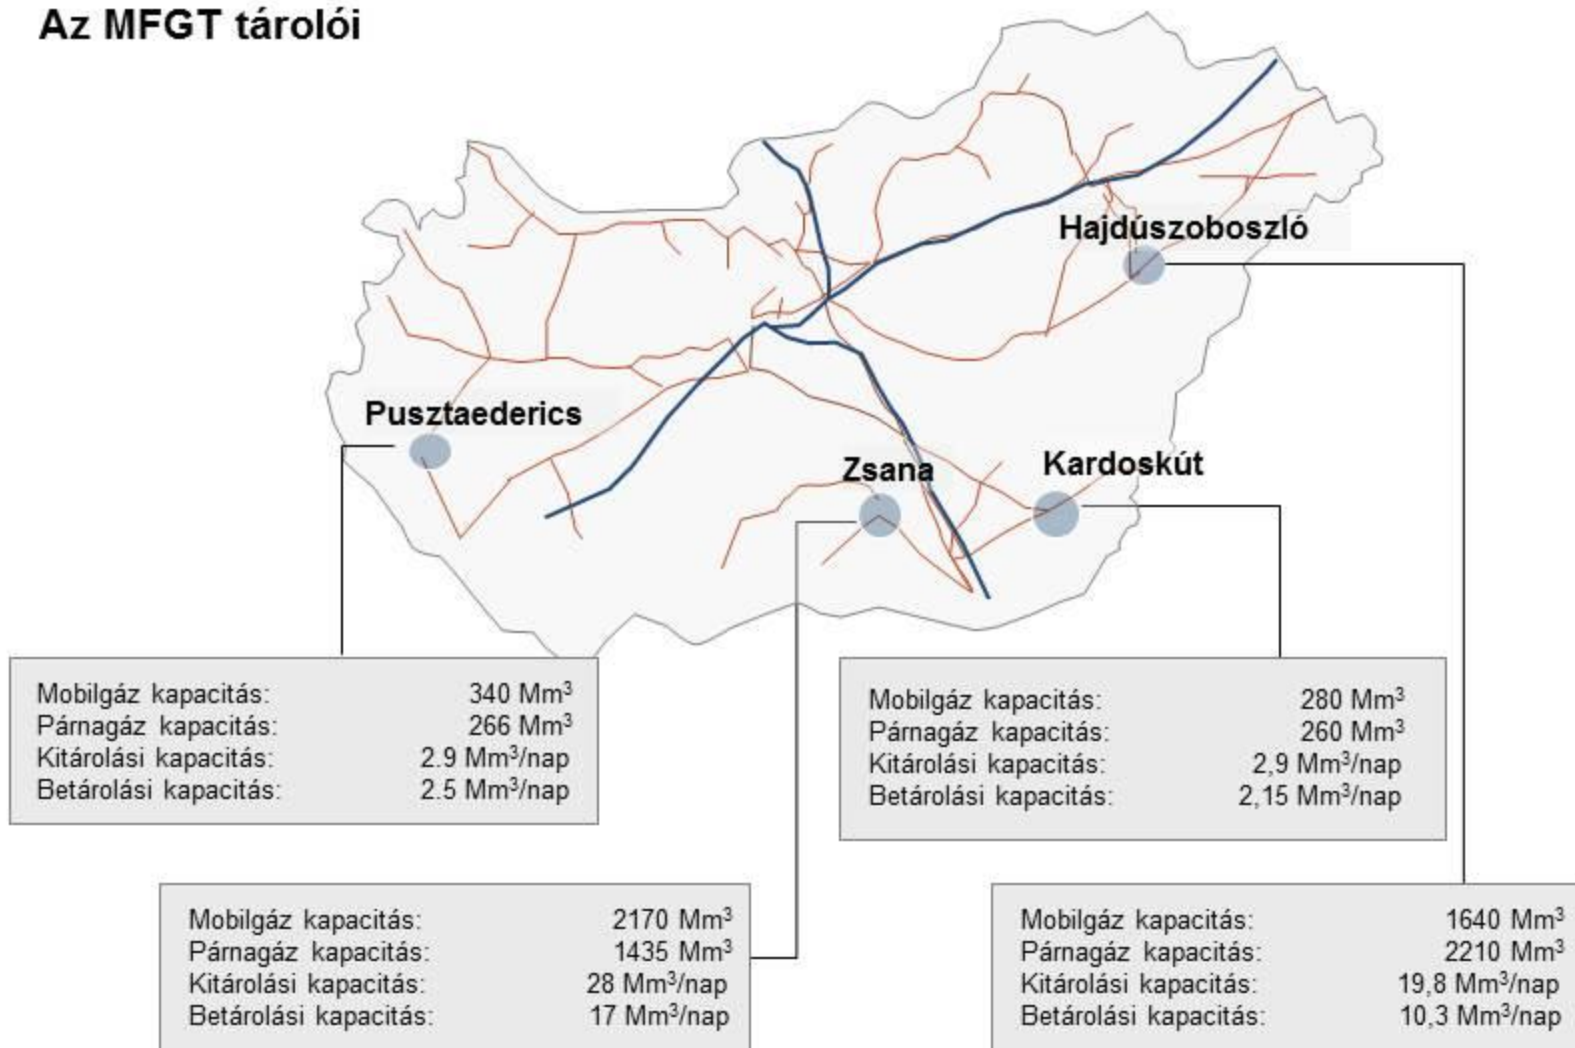 Az MFGT tárolói
Hajdúszoboszló
Pusztaederics
Zsana
Kardoskút
Mobilgáz kapacitás: 340 Mm³
Párnagáz kapacitás: 266 Mm³
Kitárolási kapacitás: 2.9 Mm³/nap
Betárolási kapacitás: 2.5 Mm³/nap
Mobilgáz kapacitás: 280 Mm³
Párnagáz kapacitás: 260 Mm³
Kitárolási kapacitás: 2,9 Mm³/nap
Betárolási kapacitás: 2,15 Mm³/nap
Mobilgáz kapacitás: 2170 Mm³
Párnagáz kapacitás: 1435 Mm³
Kitárolási kapacitás: 28 Mm³/nap
Betárolási kapacitás: 17 Mm³/nap
Mobilgáz kapacitás: 1640 Mm³
Párnagáz kapacitás: 2210 Mm³
Kitárolási kapacitás: 19,8 Mm³/nap
Betárolási kapacitás: 10,3 Mm³/nap